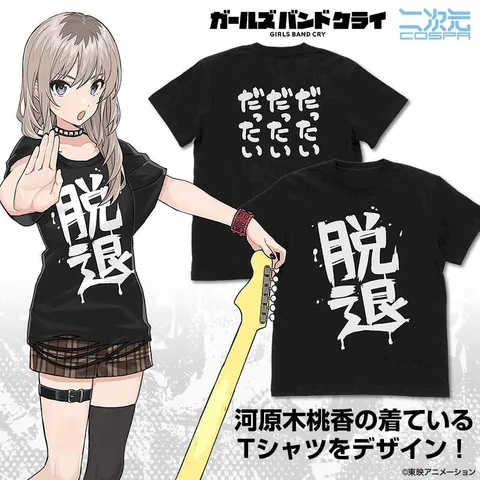 ガールズバンドクライ
GIRLS BAND CRY
二次元
COSPA
だったい
だったい
だったい
脱退
脱退
河原木桃香の着ている
Tシャツをデザイン！
©東映アニメーション